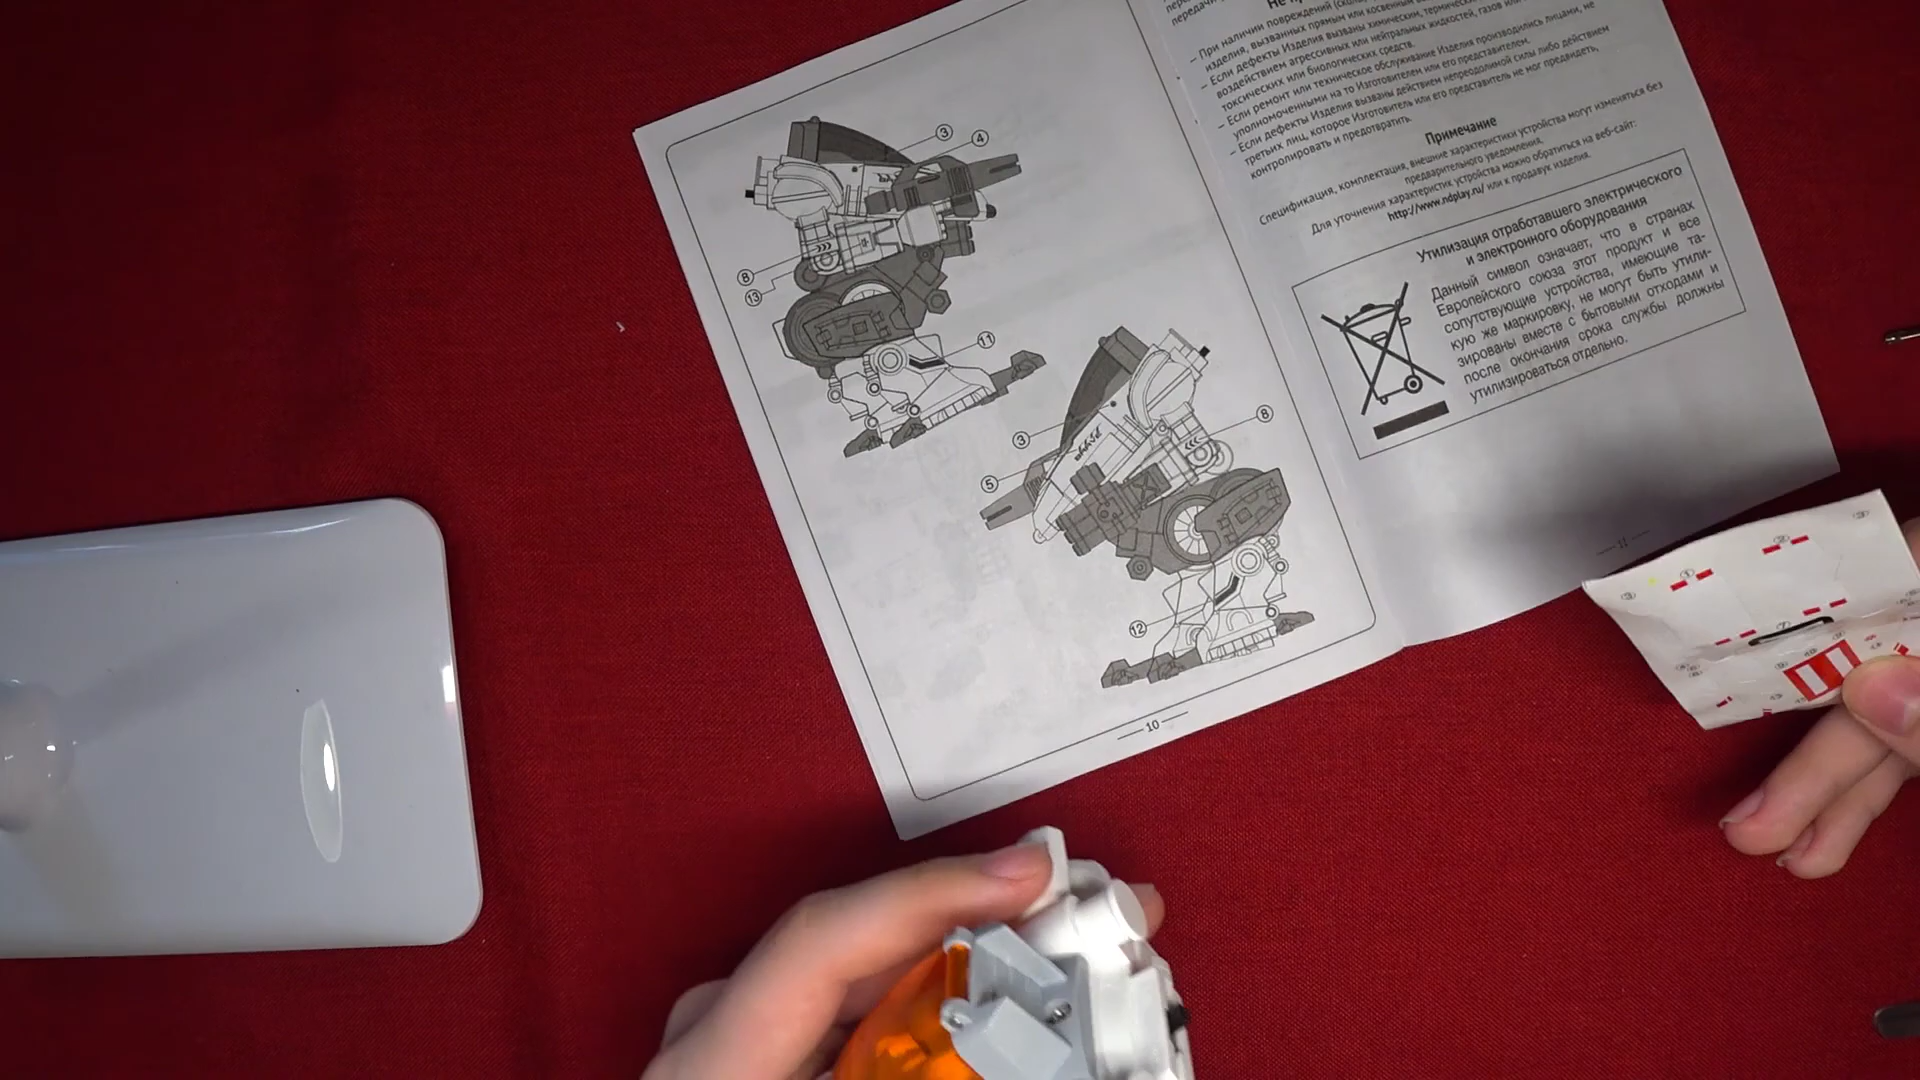 3
4
8
13
11
3
8
5
12
10
– При наличии повреждений
изделия, вызванных прямым или косвенным
– Если дефекты Изделия вызваны химическим, термическим
воздействием агрессивных или нейтральных жидкостей, газов или
токсических или биологических средств.
– Если ремонт или техническое обслуживание Изделия производились лицами, не
уполномоченными на то Изготовителем или его представителем.
– Если дефекты Изделия вызваны действием непреодолимой силы либо действием
третьих лиц, которое Изготовитель или его представитель не мог предвидеть,
контролировать и предотвратить.
Примечание
Спецификация, комплектация, внешние характеристики устройства могут изменяться без
предварительного уведомления.
Для уточнения характеристик устройства можно обратиться на веб-сайт:
http://www.ndplay.ru/ или к продавцу изделия.
Утилизация отработавшего электрического
и электронного оборудования
Данный символ означает, что в странах
Европейского союза этот продукт и все
сопутствующие устройства, имеющие та-
кую же маркировку, не могут быть утили-
зированы вместе с бытовыми отходами и
после окончания срока службы должны
утилизироваться отдельно.
11